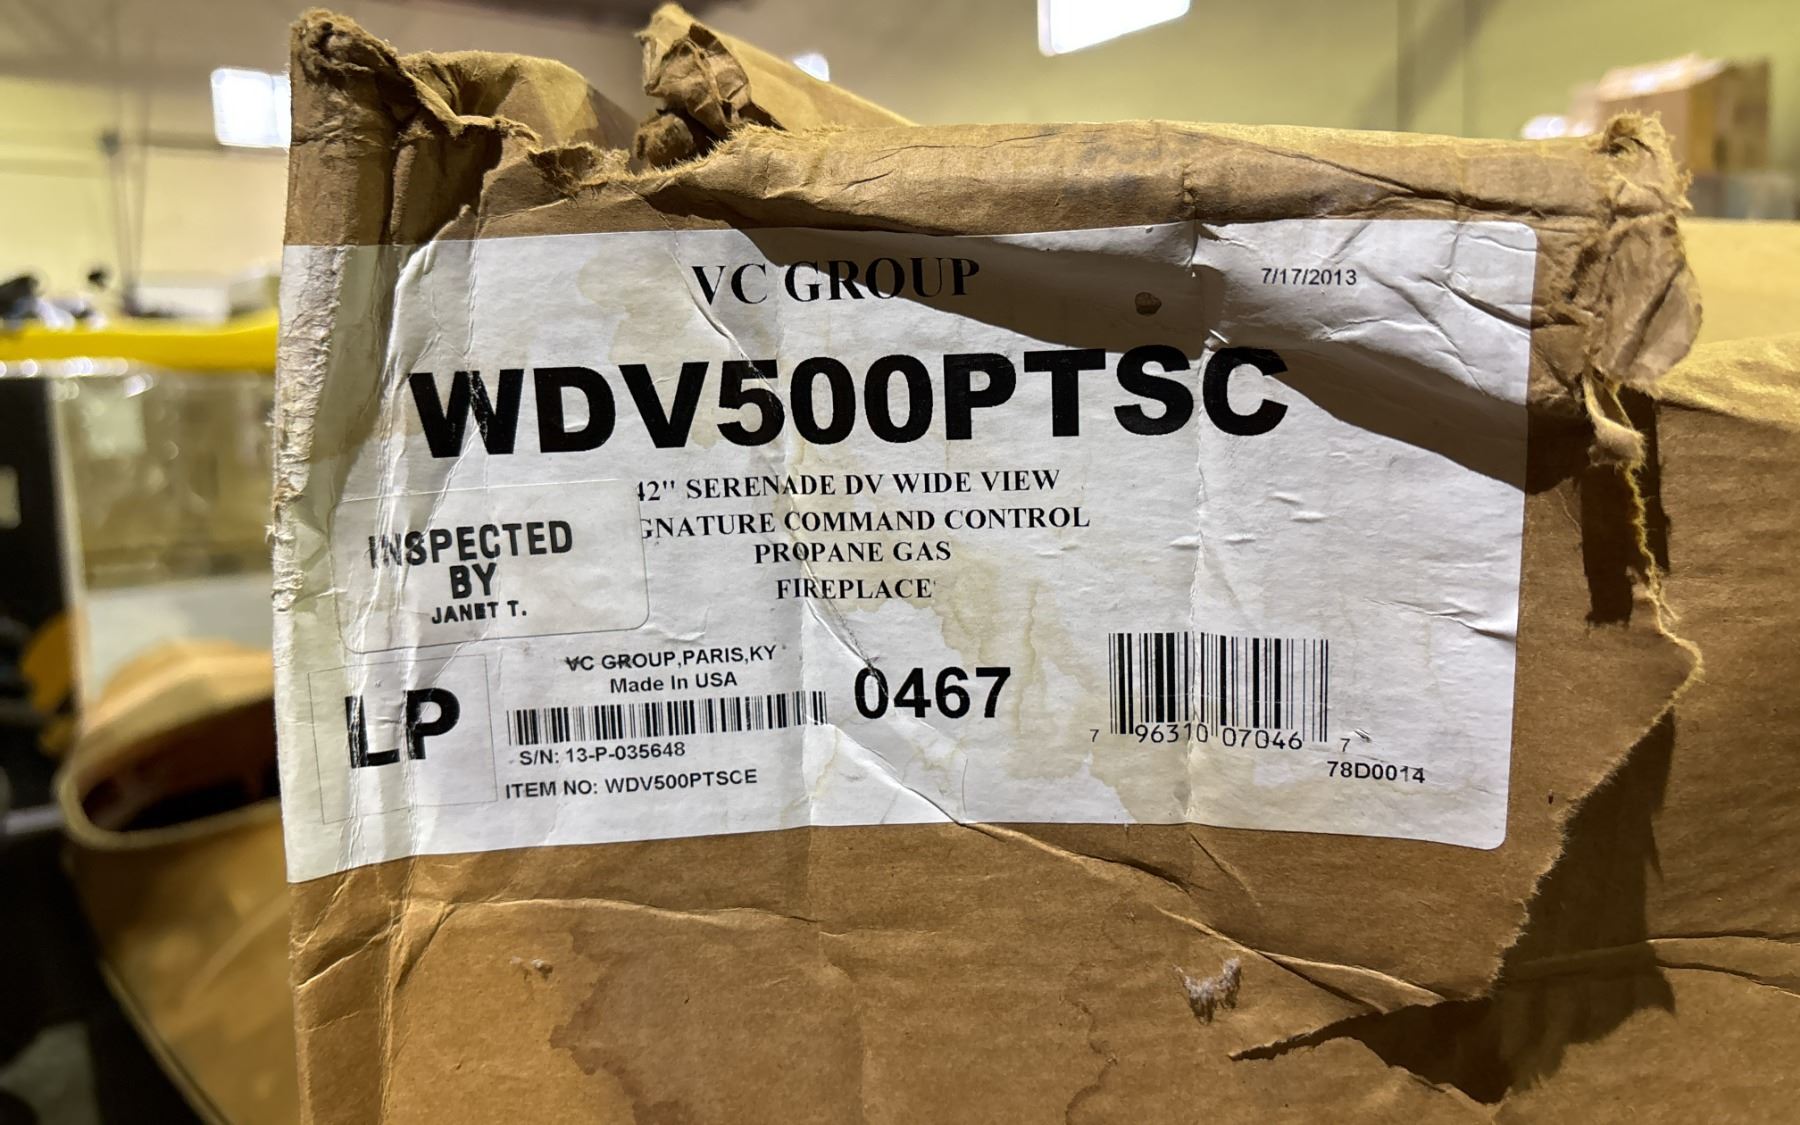 VC GROUP
7/17/2013
WDV500PTSC
42" SERENADE DV WIDE VIEW
GNATURE COMMAND CONTROL
PROPANE GAS
FIREPLACE
INSPECTED
BY
JANET T.
VC GROUP,PARIS,KY
Made In USA
LP
0467
S/N: 13-P-035648
7 96310 07046 7
ITEM NO: WDV500PTSCE
78D0014